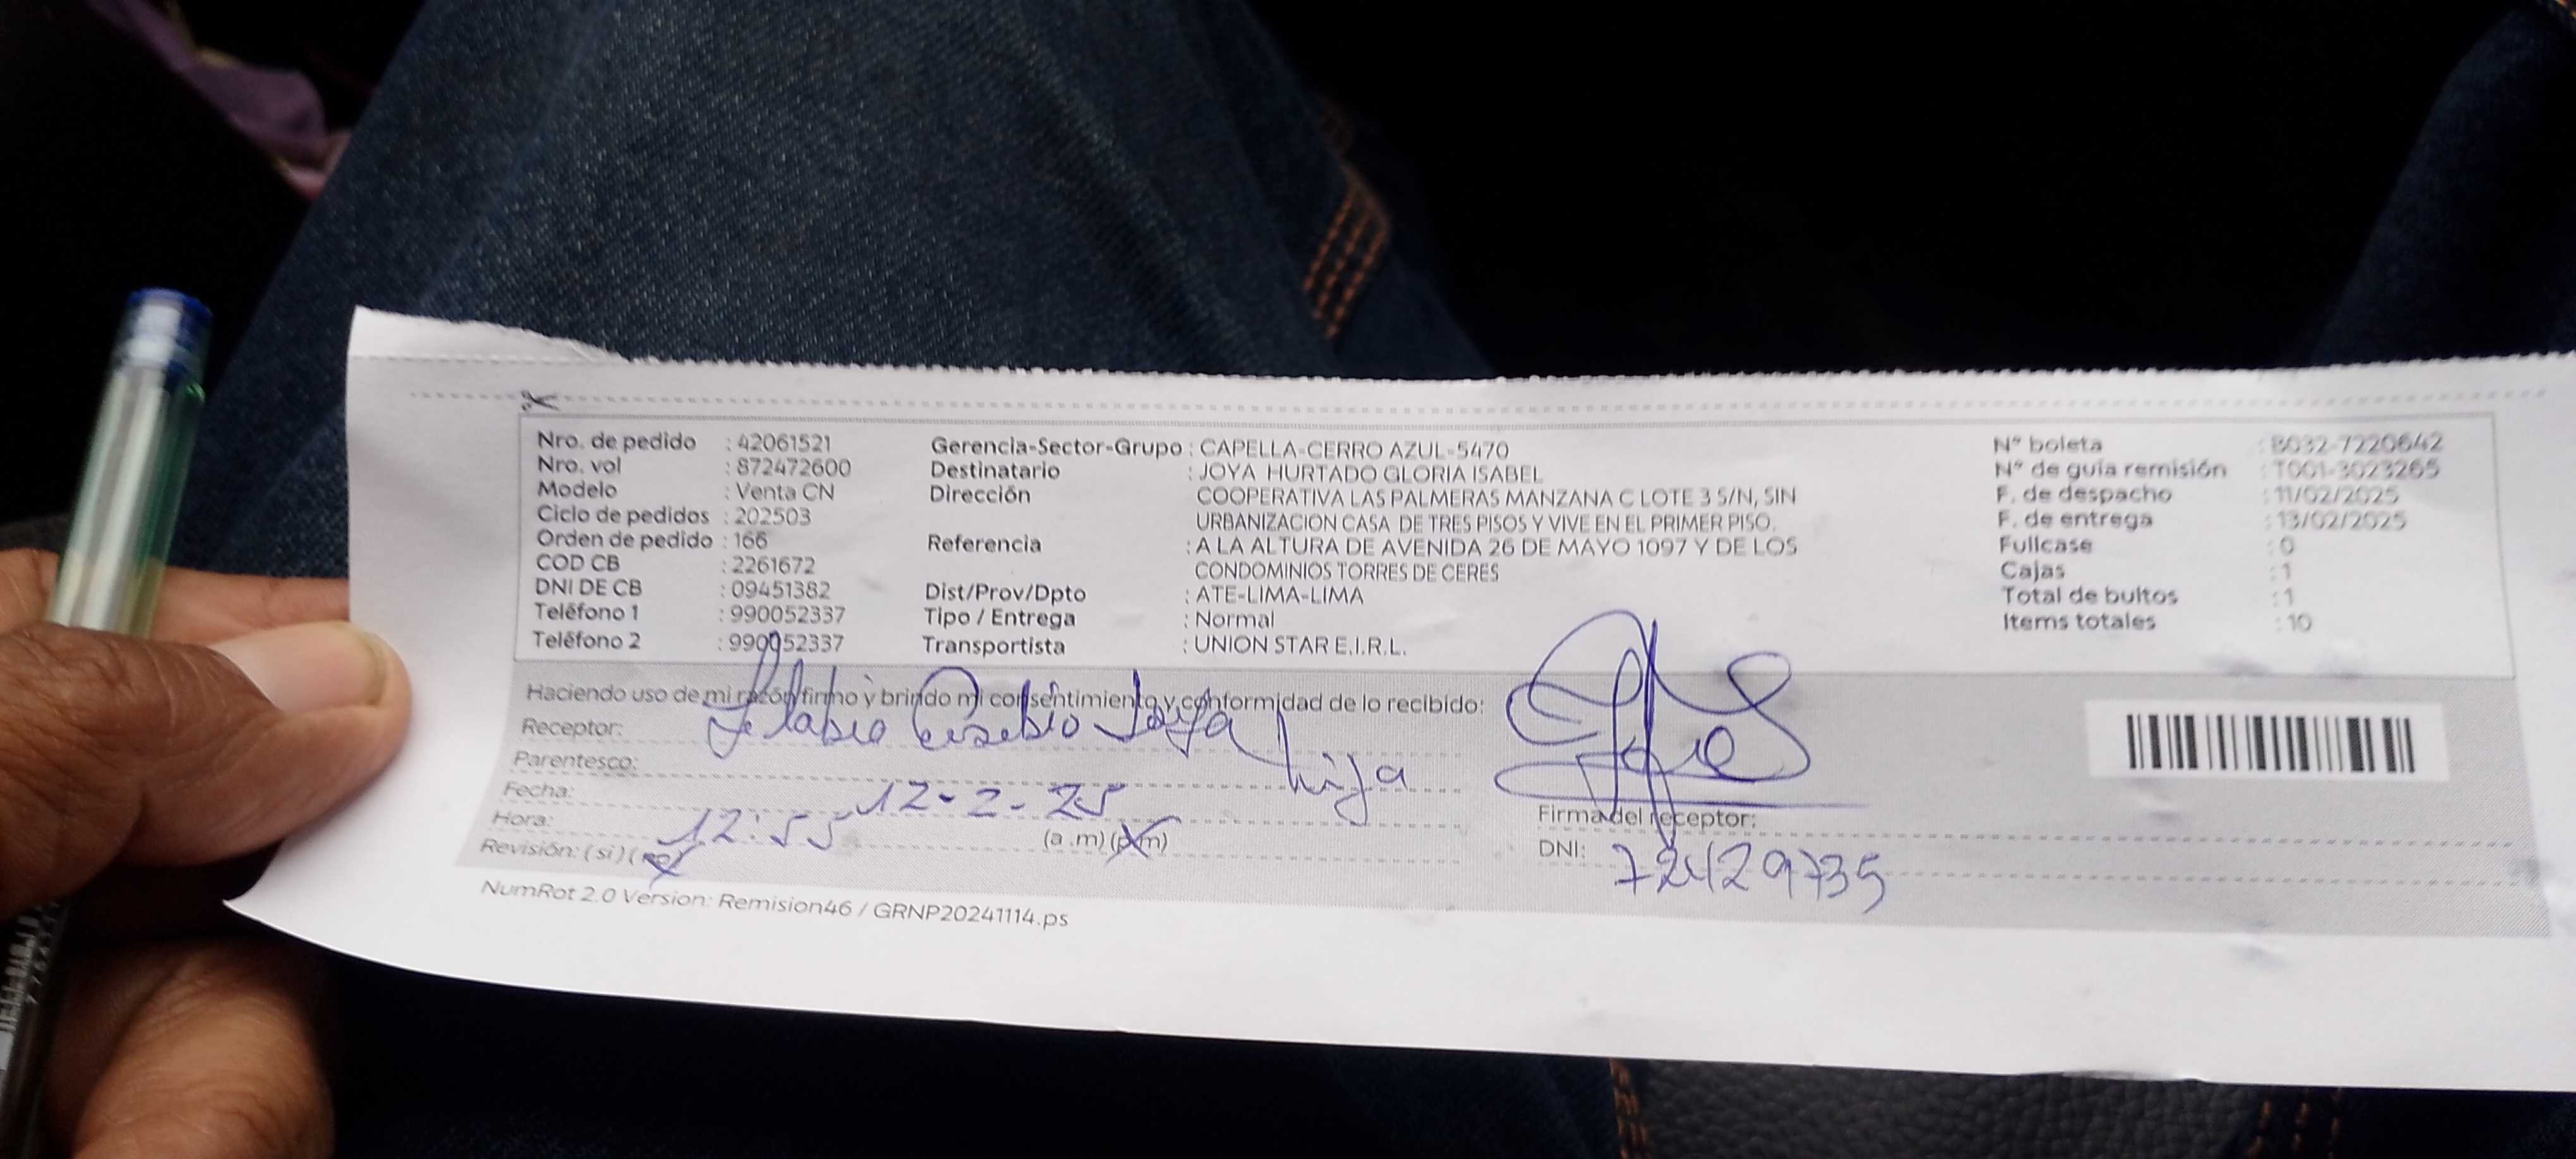 Nro. de pedido : 42061521 Gerencia-Sector-Grupo : CAPELLA-CERRO AZUL-5470 N° boleta : B032-7220642
Nro. vol : 872472600 Destinatario : JOYA HURTADO GLORIA ISABEL N° de guía remisión : T001-3023265
Modelo : Venta CN Dirección COOPERATIVA LAS PALMERAS MANZANA C LOTE 3 S/N, SIN F. de despacho : 11/02/2025
Ciclo de pedidos : 202503 URBANIZACION CASA DE TRES PISOS Y VIVE EN EL PRIMER PISO. F. de entrega : 13/02/2025
Orden de pedido : 166 Referencia : A LA ALTURA DE AVENIDA 26 DE MAYO 1097 Y DE LOS Fullcase : 0
COD CB : 2261672 CONDOMINIOS TORRES DE CERES Cajas : 1
DNI DE CB : 09451382 Dist/Prov/Dpto : ATE-LIMA-LIMA Total de bultos : 1
Teléfono 1 : 990052337 Tipo / Entrega : Normal Items totales : 10
Teléfono 2 : 990052337 Transportista : UNION STAR E.I.R.L.
Haciendo uso de mi razón firmo y brindo mi consentimiento y conformidad de lo recibido:
Receptor: Eusebio Joya
Parentesco: hija
Fecha: 12-2-25
Hora: 12:55 (a .m) (p.m) Firma del receptor:
Revisión: (si) (no) DNI: 72429735
NumRot 2.0 Version: Remision46 / GRNP20241114.ps